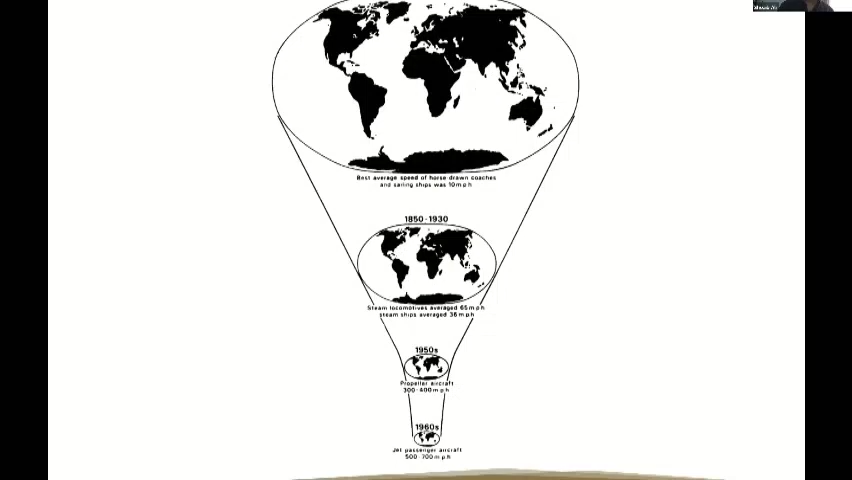 Best average speed of horse drawn coaches
and sailing ships was 10 m p h
1850 - 1930
Steam locomotives averaged 65 m p h
steam ships averaged 36 m p h
1950s
Propeller aircraft
300-400 m p h
1960s
Jet passenger aircraft
500-700 m p h